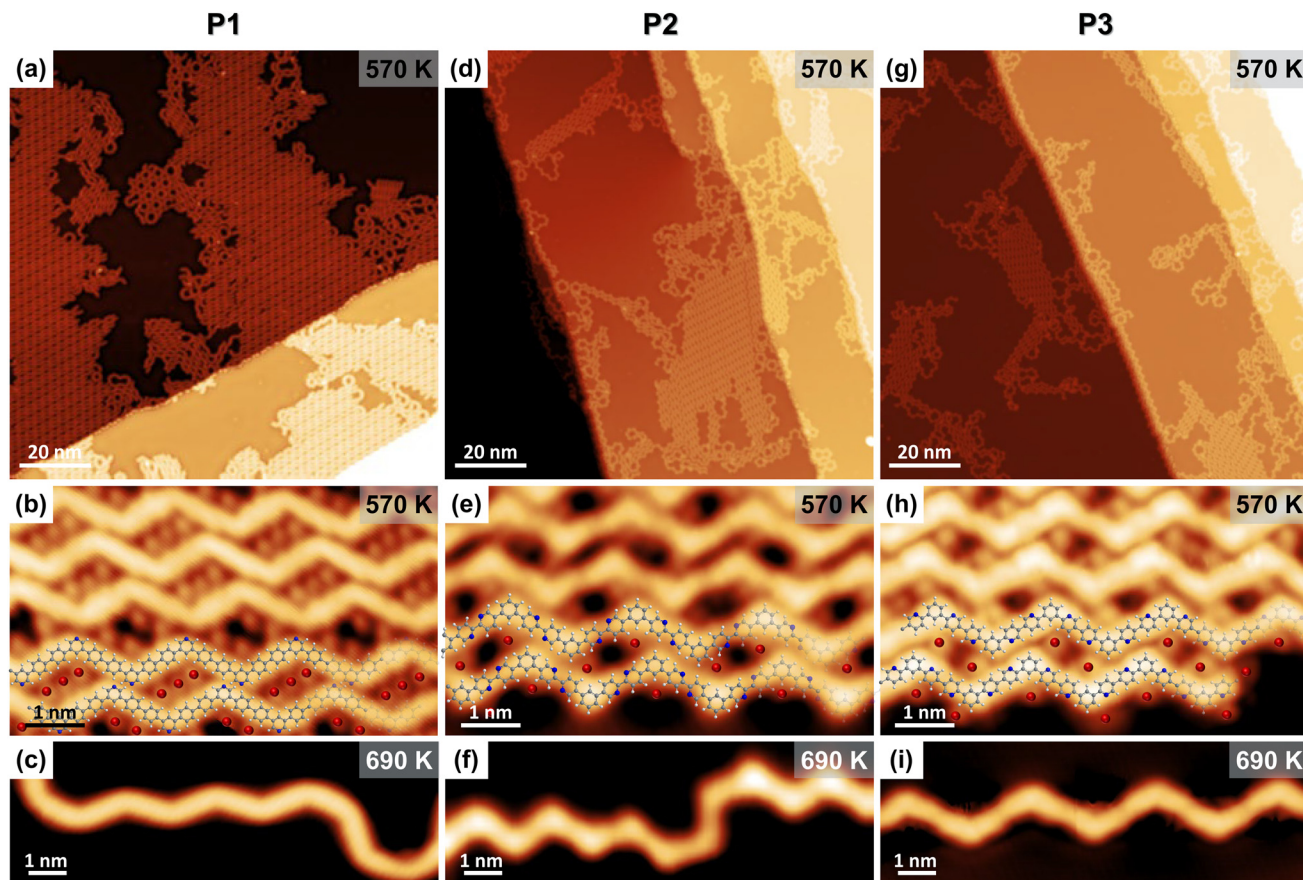 P1 P2 P3
(a) 570 K (d) 570 K (g) 570 K
20 nm 20 nm 20 nm
(b) 570 K (e) 570 K (h) 570 K
1 nm 1 nm 1 nm
(c) 690 K (f) 690 K (i) 690 K
1 nm 1 nm 1 nm